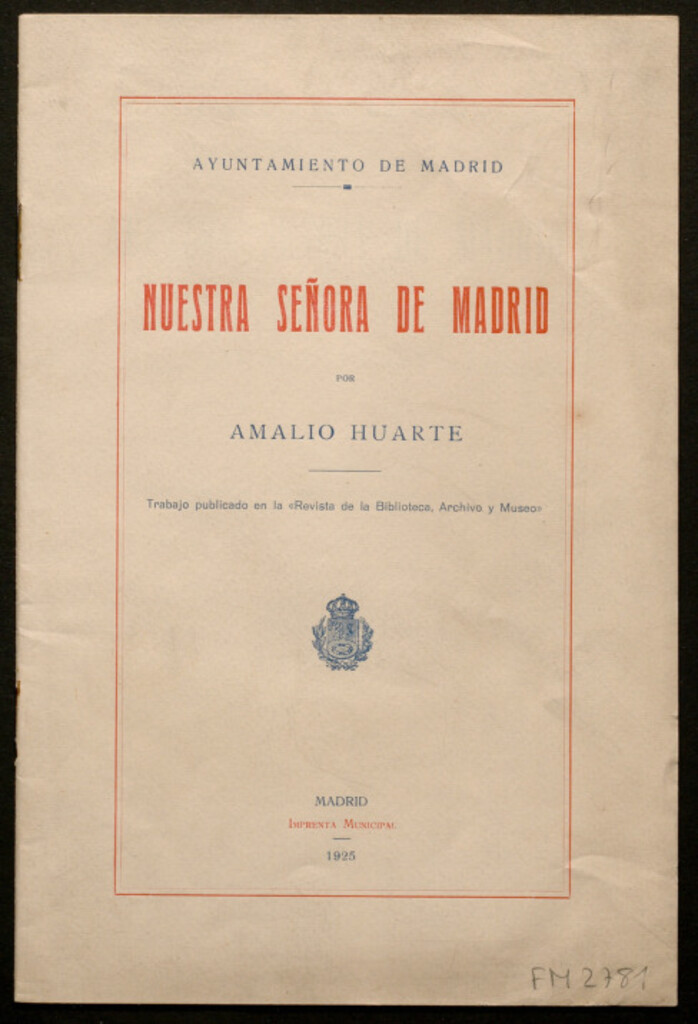 AYUNTAMIENTO DE MADRID
NUESTRA SEÑORA DE MADRID
POR
AMALIO HUARTE
Trabajo publicado en la «Revista de la Biblioteca, Archivo y Museo»
MADRID
IMPRENTA MUNICIPAL
1925
FM 2781